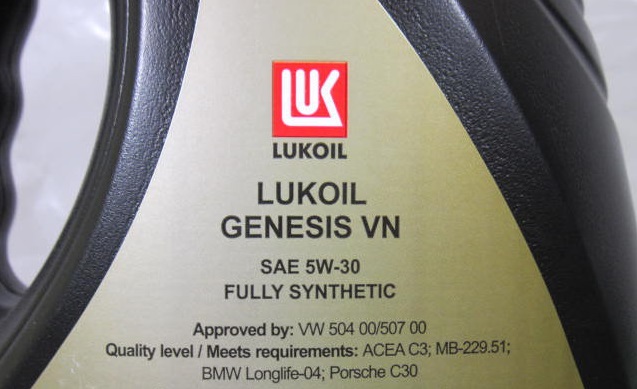 LUK
LUKOIL
LUKOIL
GENESIS VN
SAE 5W-30
FULLY SYNTHETIC
Approved by: VW 504 00/507 00
Quality level / Meets requirements: ACEA C3; MB-229.51;
BMW Longlife-04; Porsche C30